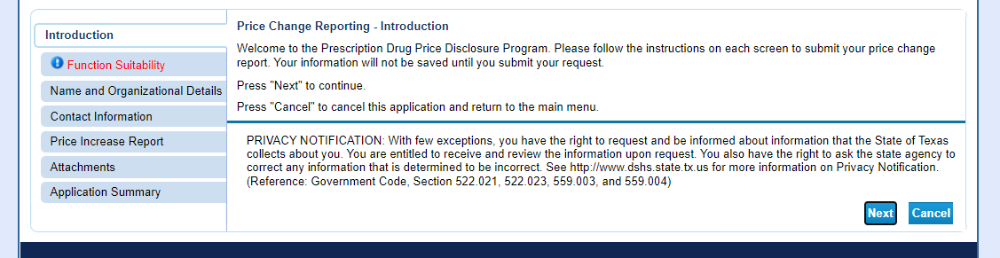 Introduction
Function Suitability
Name and Organizational Details
Contact Information
Price Increase Report
Attachments
Application Summary
Price Change Reporting - Introduction
Welcome to the Prescription Drug Price Disclosure Program. Please follow the instructions on each screen to submit your price change
report. Your information will not be saved until you submit your request.
Press "Next" to continue.
Press "Cancel" to cancel this application and return to the main menu.
PRIVACY NOTIFICATION: With few exceptions, you have the right to request and be informed about information that the State of Texas
collects about you. You are entitled to receive and review the information upon request. You also have the right to ask the state agency to
correct any information that is determined to be incorrect. See http://www.dshs.state.tx.us for more information on Privacy Notification.
(Reference: Government Code, Section 522.021, 522.023, 559.003, and 559.004)
Next Cancel